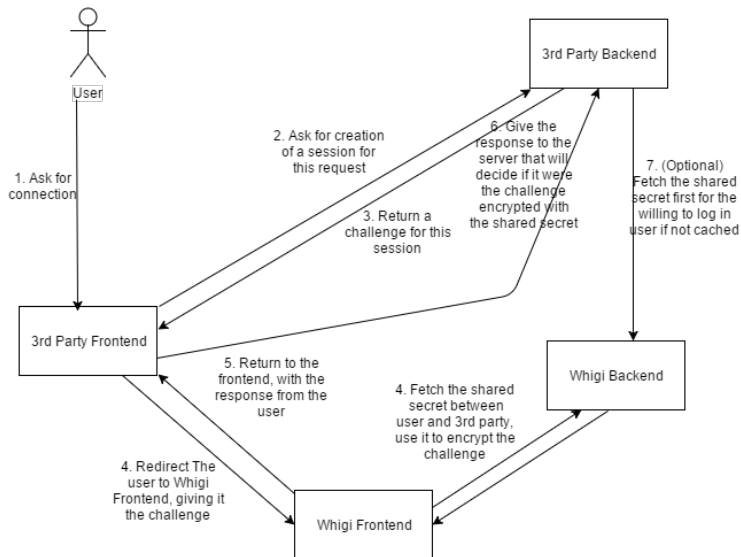 3rd Party Backend
User
2. Ask for creation
of a session for
this request
6. Give the
response to the
server that will
decide if it were
the challenge
encrypted with
the shared secret
7. (Optional)
Fetch the shared
secret first for the
willing to log in
user if not cached
1. Ask for
connection
3. Return a
challenge for this
session
3rd Party Frontend
5. Return to the
frontend, with the
response from the
user
4. Fetch the shared
secret between
user and 3rd party,
use it to encrypt the
challenge
Whigi Backend
4. Redirect The
user to Whigi
Frontend, giving it
the challenge
Whigi Frontend